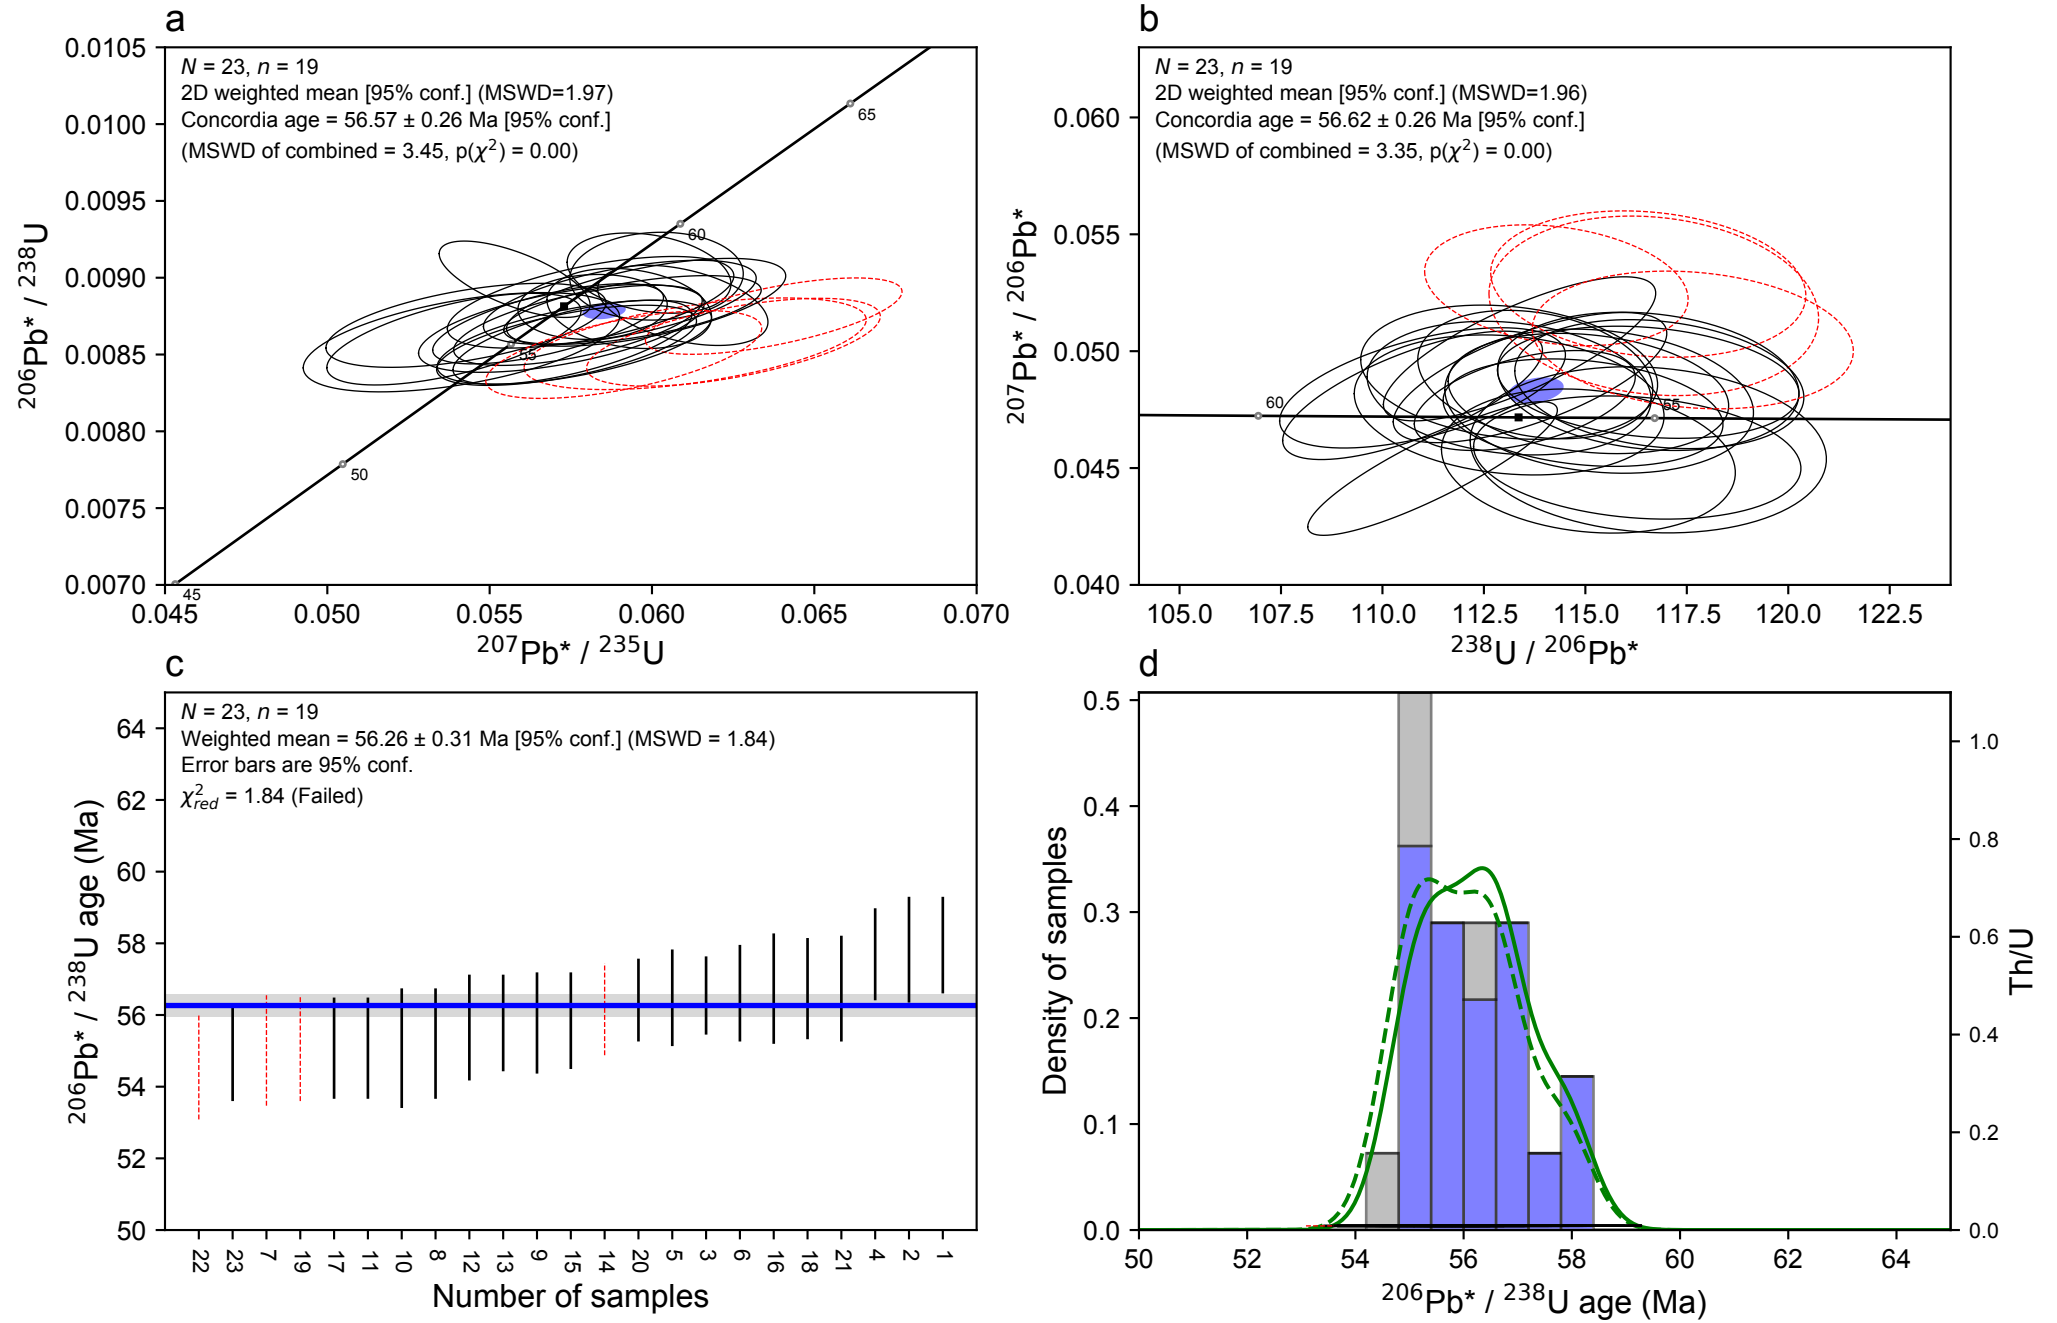 a
0.0105
0.0100
0.0095
0.0090
0.0085
0.0080
0.0075
0.0070
²⁰⁶Pb* / ²³⁸U
N = 23, n = 19
2D weighted mean [95% conf.] (MSWD=1.97)
Concordia age = 56.57 ± 0.26 Ma [95% conf.]
(MSWD of combined = 3.45, p(χ²) = 0.00)
65
60
55
50
45
0.045 0.050 0.055 0.060 0.065 0.070
²⁰⁷Pb* / ²³⁵U
b
0.060
0.055
0.050
0.045
0.040
²⁰⁷Pb* / ²⁰⁶Pb*
N = 23, n = 19
2D weighted mean [95% conf.] (MSWD=1.96)
Concordia age = 56.62 ± 0.26 Ma [95% conf.]
(MSWD of combined = 3.35, p(χ²) = 0.00)
60
55
105.0 107.5 110.0 112.5 115.0 117.5 120.0 122.5
²³⁸U / ²⁰⁶Pb*
c
64
62
60
58
56
54
52
50
²⁰⁶Pb* / ²³⁸U age (Ma)
N = 23, n = 19
Weighted mean = 56.26 ± 0.31 Ma [95% conf.] (MSWD = 1.84)
Error bars are 95% conf.
χ²red = 1.84 (Failed)
22 23 7 19 17 11 10 8 12 13 9 15 14 20 5 3 6 16 18 21 4 2 1
Number of samples
d
0.5
0.4
0.3
0.2
0.1
0.0
Density of samples
1.0
0.8
0.6
0.4
0.2
0.0
Th/U
50 52 54 56 58 60 62 64
²⁰⁶Pb* / ²³⁸U age (Ma)